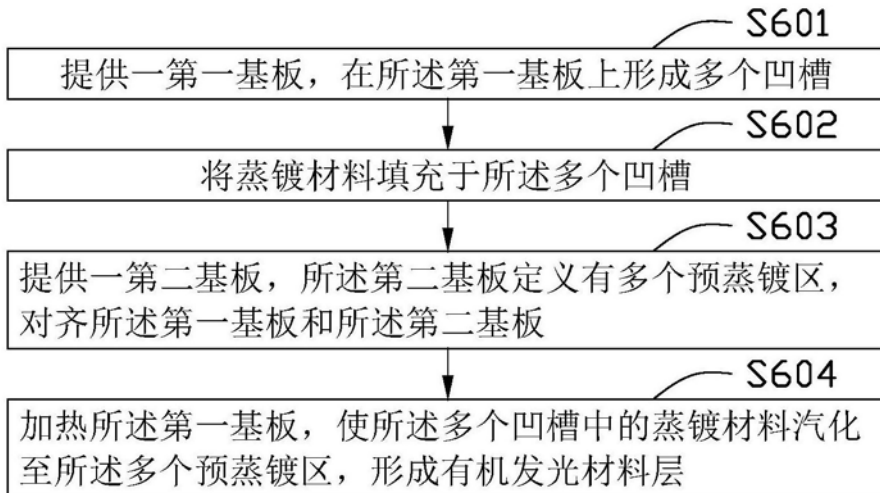 S601
提供一第一基板，在所述第一基板上形成多个凹槽
S602
将蒸镀材料填充于所述多个凹槽
S603
提供一第二基板，所述第二基板定义有多个预蒸镀区，
对齐所述第一基板和所述第二基板
S604
加热所述第一基板，使所述多个凹槽中的蒸镀材料汽化
至所述多个预蒸镀区，形成有机发光材料层